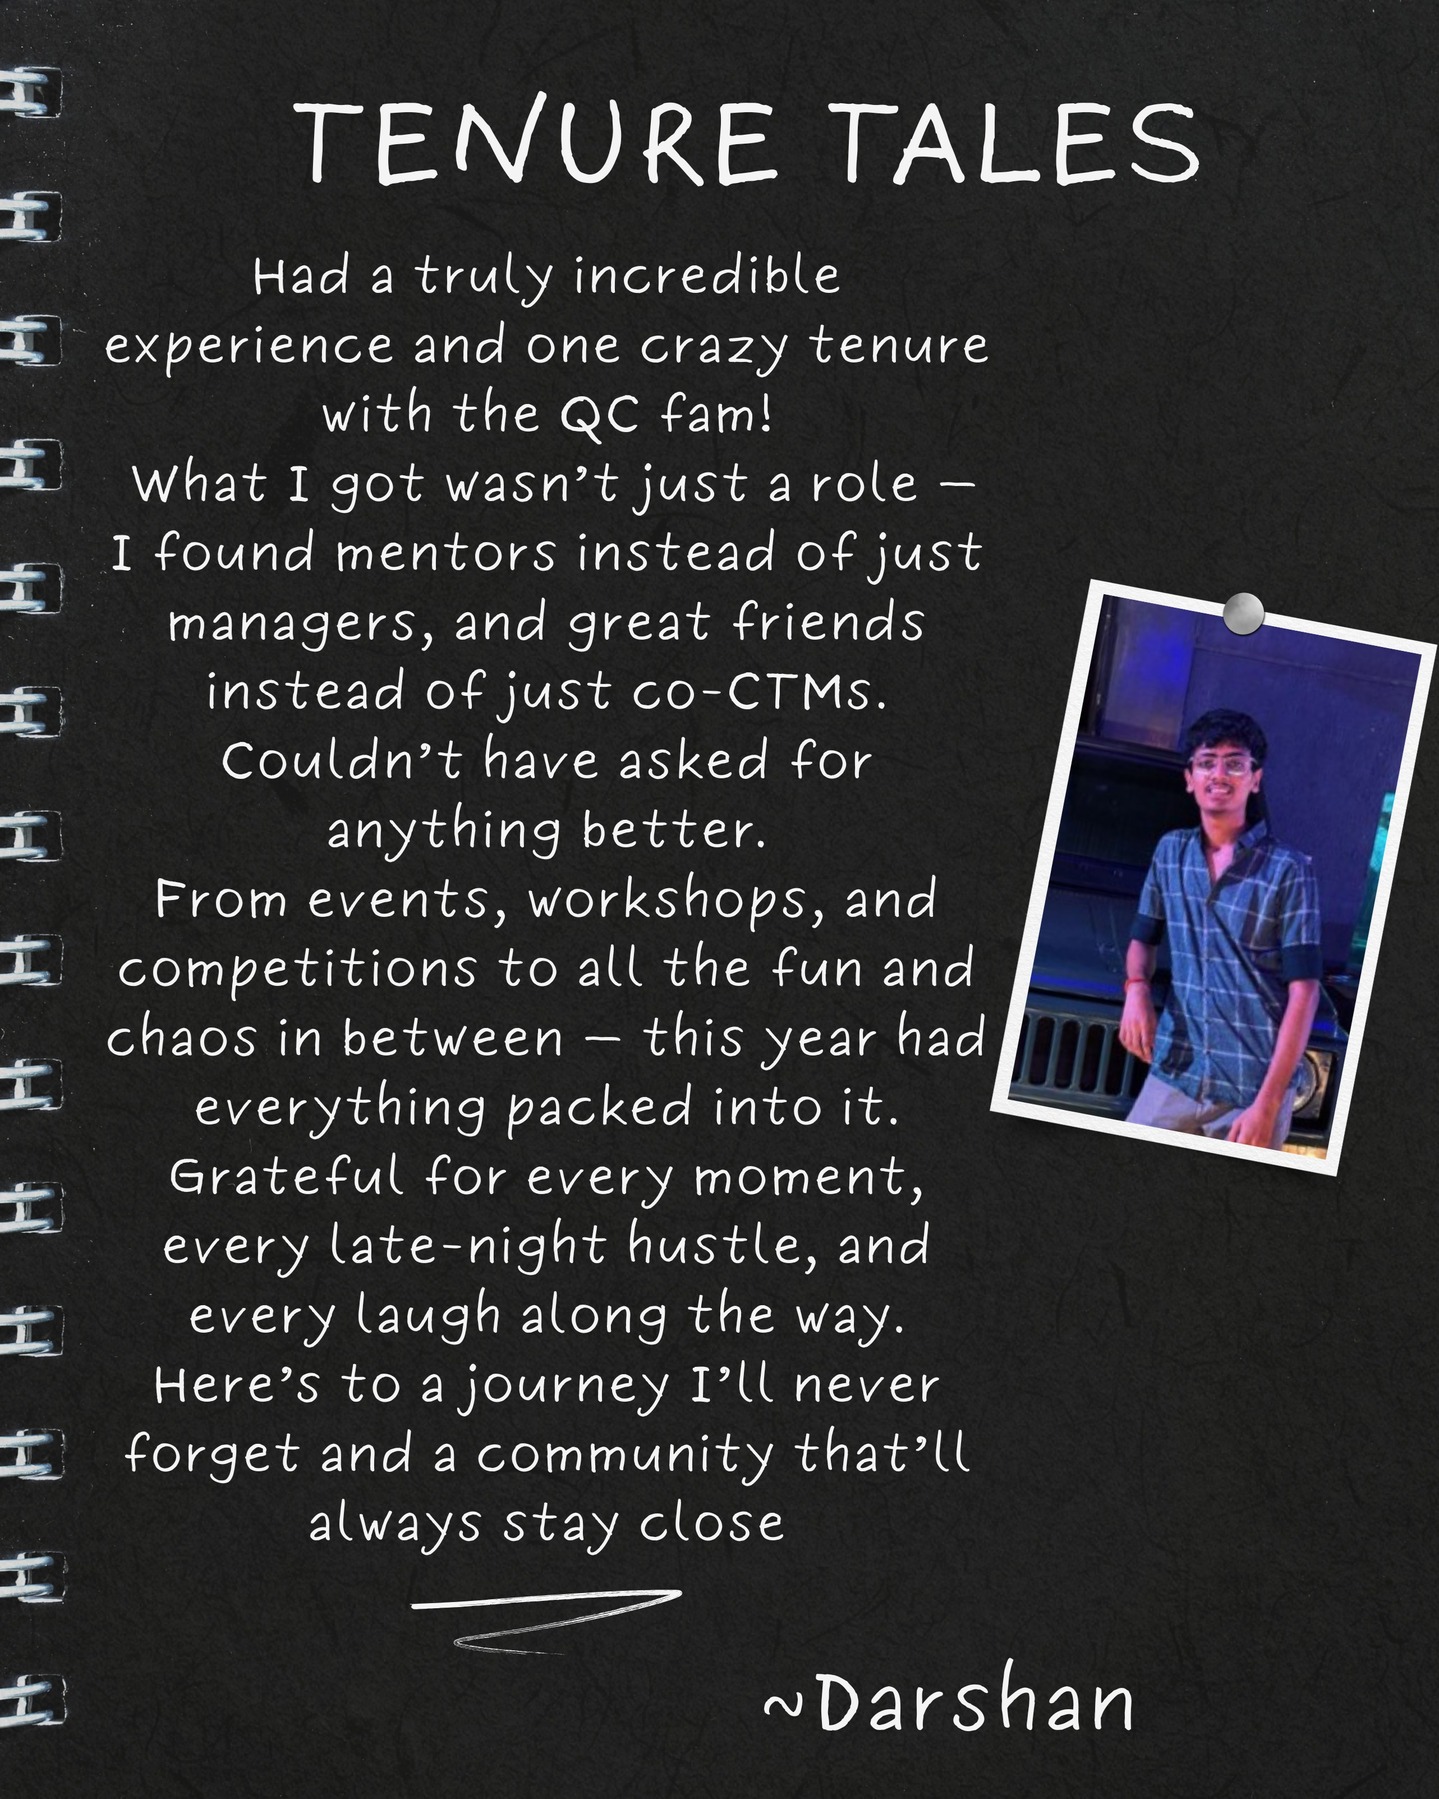 TENURE TALES
Had a truly incredible
experience and one crazy tenure
with the QC fam!
What I got wasn’t just a role –
I found mentors instead of just
managers, and great friends
instead of just co-CTMs.
Couldn’t have asked for
anything better.
From events, workshops, and
competitions to all the fun and
chaos in between – this year had
everything packed into it.
Grateful for every moment,
every late-night hustle, and
every laugh along the way.
Here’s to a journey I’ll never
forget and a community that’ll
always stay close
~Darshan